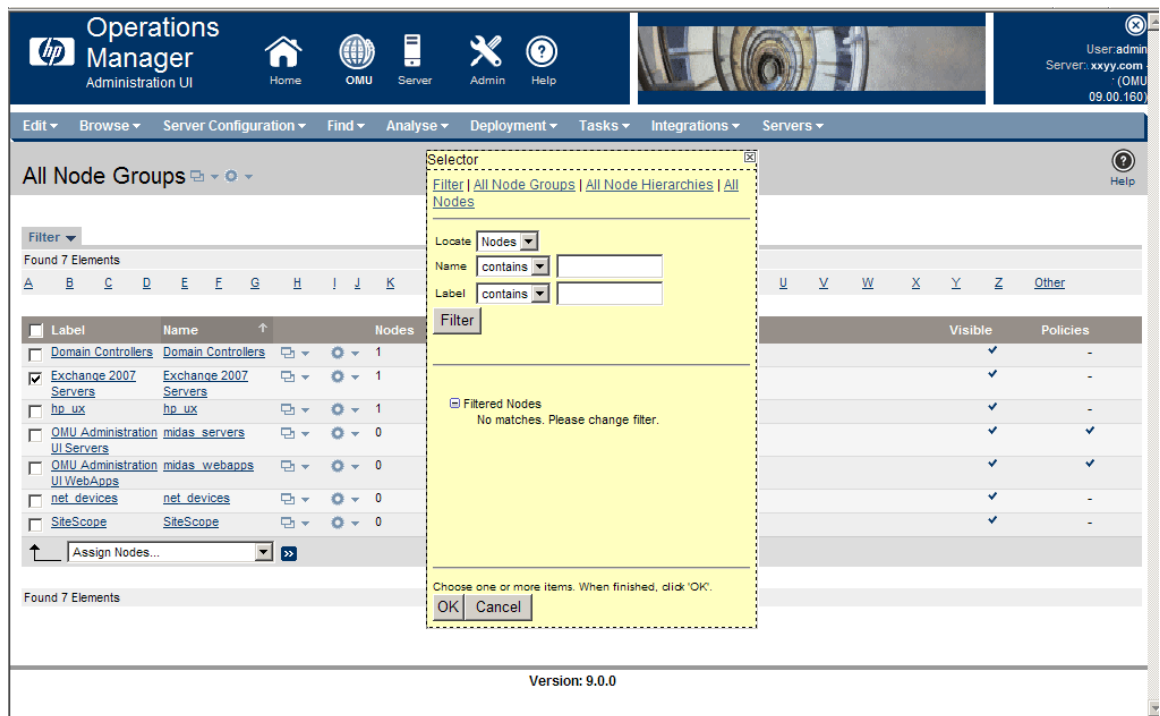 hp
Operations
Manager
Administration UI
Home
OMU
Server
Admin
Help
User:admin
Server:.xxyy.com -
(OMU
09.00.160)
Edit Browse Server Configuration Find Analyse Deployment Tasks Integrations Servers
All Node Groups
Help
Filter
Found 7 Elements
A B C D E F G H I J K U V W X Y Z Other
Label Name Nodes Visible Policies
Domain Controllers Domain Controllers 1 -
Exchange 2007 Servers Exchange 2007 Servers 1 -
hp_ux hp_ux 1 -
OMU Administration UI Servers midas_servers 0
OMU Administration UI WebApps midas_webapps 0
net_devices net_devices 0 -
SiteScope SiteScope 0 -
Assign Nodes...
Found 7 Elements
Selector
Filter | All Node Groups | All Node Hierarchies | All
Nodes
Locate Nodes
Name contains
Label contains
Filter
Filtered Nodes
No matches. Please change filter.
Choose one or more items. When finished, click 'OK'.
OK Cancel
Version: 9.0.0